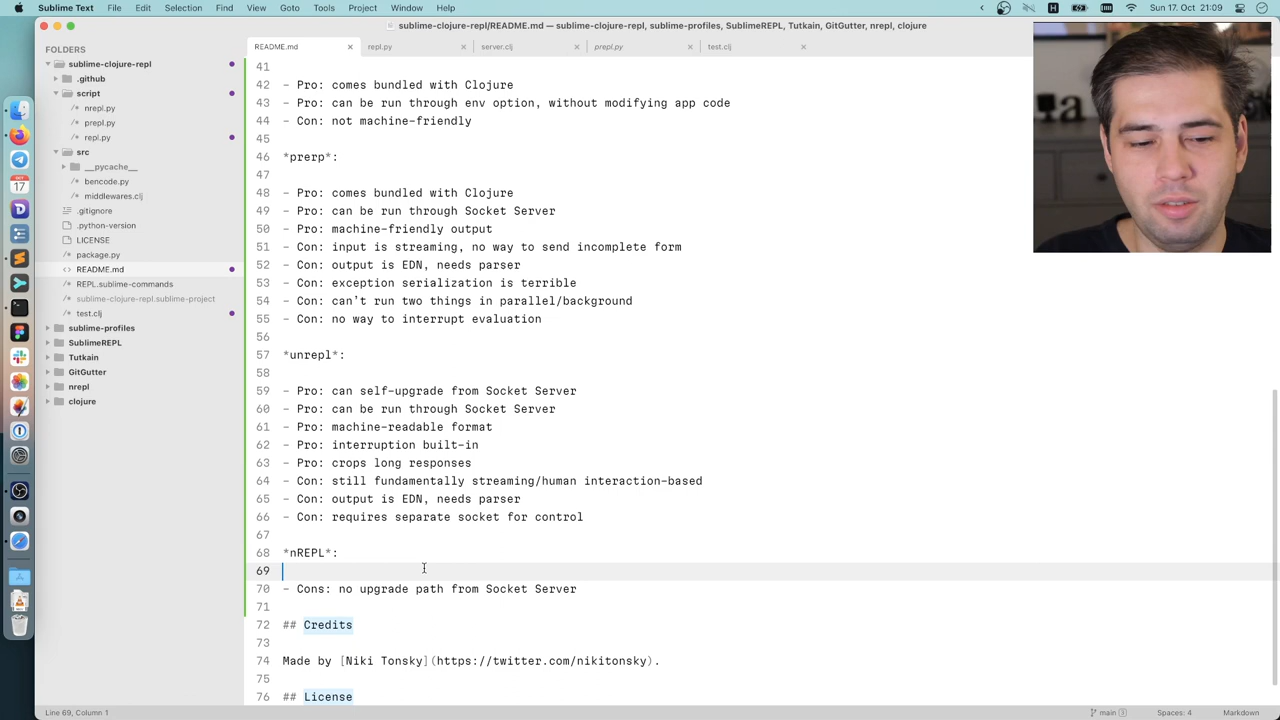 Sublime Text File Edit Selection Find View Goto Tools Project Window Help
Sun 17. Oct 21:09
sublime-clojure-repl/README.md — sublime-clojure-repl, sublime-profiles, SublimeREPL, Tutkain, GitGutter, nrepl, clojure
FOLDERS
sublime-clojure-repl
.github
script
nrepl.py
prepl.py
repl.py
src
__pycache__
bencode.py
middlewares.clj
.gitignore
.python-version
LICENSE
package.py
README.md
REPL.sublime-commands
sublime-clojure-repl.sublime-project
test.clj
sublime-profiles
SublimeREPL
Tutkain
GitGutter
nrepl
clojure
OCT
17
README.md repl.py server.clj prepl.py test.clj
41
42 - Pro: comes bundled with Clojure
43 - Pro: can be run through env option, without modifying app code
44 - Con: not machine-friendly
45
46 *prerp*:
47
48 - Pro: comes bundled with Clojure
49 - Pro: can be run through Socket Server
50 - Pro: machine-friendly output
51 - Con: input is streaming, no way to send incomplete form
52 - Con: output is EDN, needs parser
53 - Con: exception serialization is terrible
54 - Con: can't run two things in parallel/background
55 - Con: no way to interrupt evaluation
56
57 *unrepl*:
58
59 - Pro: can self-upgrade from Socket Server
60 - Pro: can be run through Socket Server
61 - Pro: machine-readable format
62 - Pro: interruption built-in
63 - Pro: crops long responses
64 - Con: still fundamentally streaming/human interaction-based
65 - Con: output is EDN, needs parser
66 - Con: requires separate socket for control
67
68 *nREPL*:
69
70 - Cons: no upgrade path from Socket Server
71
72 ## Credits
73
74 Made by [Niki Tonsky](https://twitter.com/nikitonsky).
75
76 ## License
Line 69, Column 1
main 3
Spaces: 4
Markdown